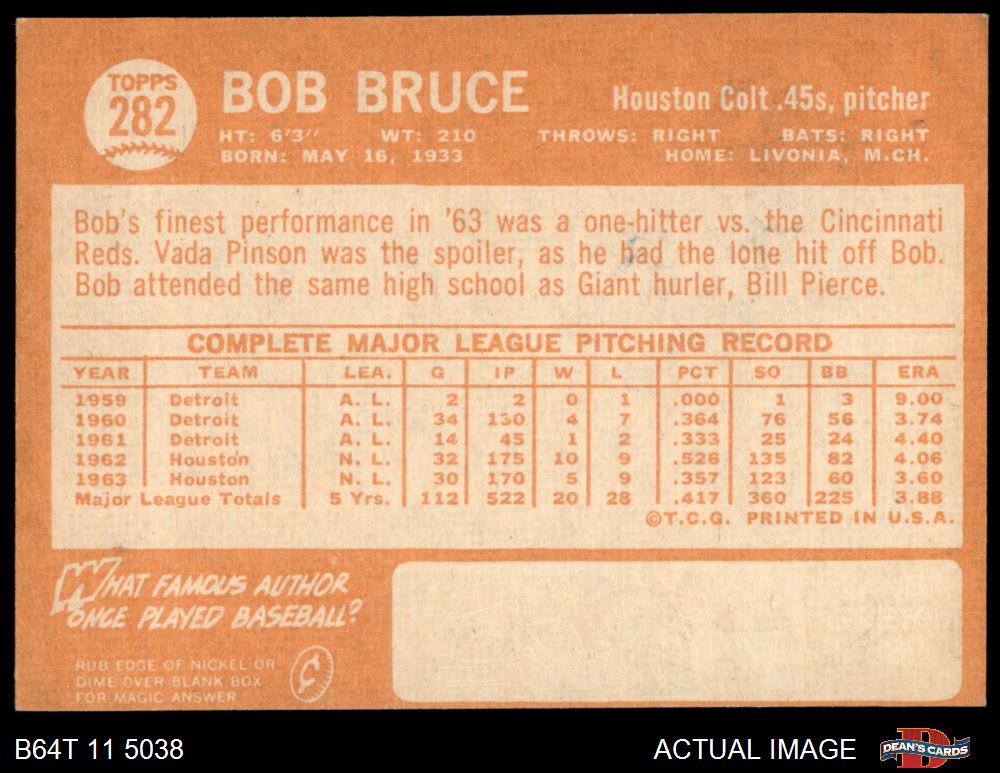 TOPPS
282
BOB BRUCE
Houston Colt .45s, pitcher
HT: 6'3" WT: 210 THROWS: RIGHT BATS: RIGHT
BORN: MAY 16, 1933 HOME: LIVONIA, M.CH.
Bob's finest performance in '63 was a one-hitter vs. the Cincinnati
Reds. Vada Pinson was the spoiler, as he had the lone hit off Bob.
Bob attended the same high school as Giant hurler, Bill Pierce.
COMPLETE MAJOR LEAGUE PITCHING RECORD
YEAR TEAM LEA. G IP W L PCT SO BB ERA
1959 Detroit A. L. 2 2 0 1 .000 1 3 9.00
1960 Detroit A. L. 34 130 4 7 .364 76 56 3.74
1961 Detroit A. L. 14 45 1 2 .333 25 24 4.40
1962 Houston N. L. 32 175 10 9 .526 135 82 4.06
1963 Houston N. L. 30 170 5 9 .357 123 60 3.60
Major League Totals 5 Yrs. 112 522 20 28 .417 360 225 3.88
©T.C.G. PRINTED IN U.S.A.
WHAT FAMOUS AUTHOR
ONCE PLAYED BASEBALL?
RUB EDGE OF NICKEL OR
DIME OVER BLANK BOX
FOR MAGIC ANSWER
¢
B64T 11 5038
ACTUAL IMAGE
DEAN'S CARDS